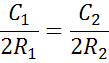 C₁/2R₁ = C₂/2R₂